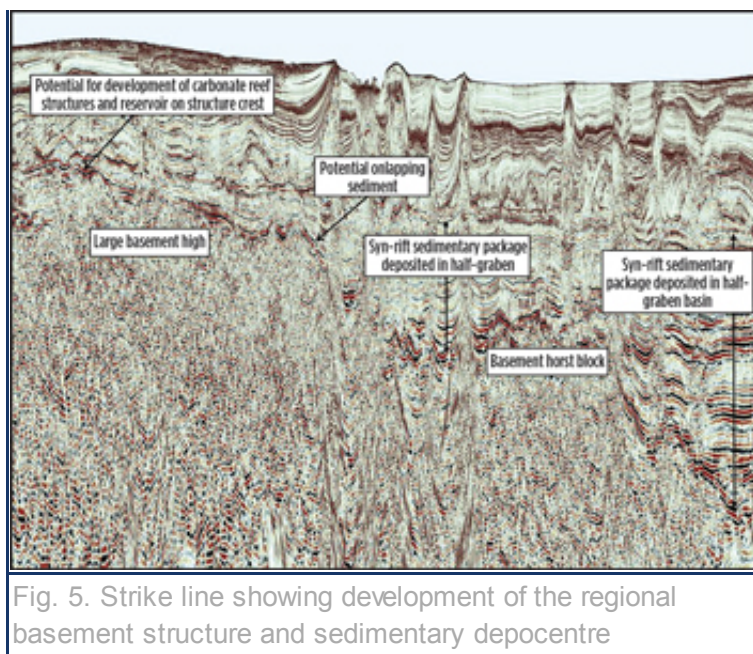 Potential for development of carbonate reef
structures and reservoir on structure crest
Potential onlapping
sediment
Large basement high
Syn-rift sedimentary package
deposited in half-graben
Syn-rift sedimentary
package deposited in half-
graben basin
Basement horst block
Fig. 5. Strike line showing development of the regional
basement structure and sedimentary depocentre